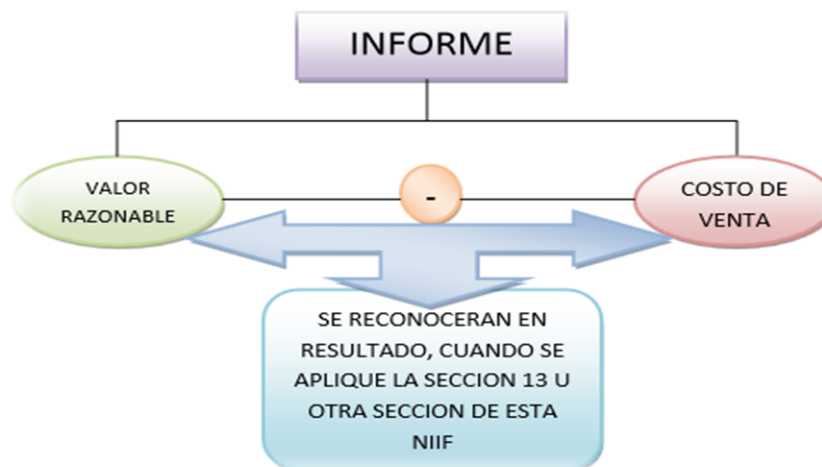 INFORME
VALOR
RAZONABLE
-
COSTO DE
VENTA
SE RECONOCERAN EN
RESULTADO, CUANDO SE
APLIQUE LA SECCION 13 U
OTRA SECCION DE ESTA
NIIF